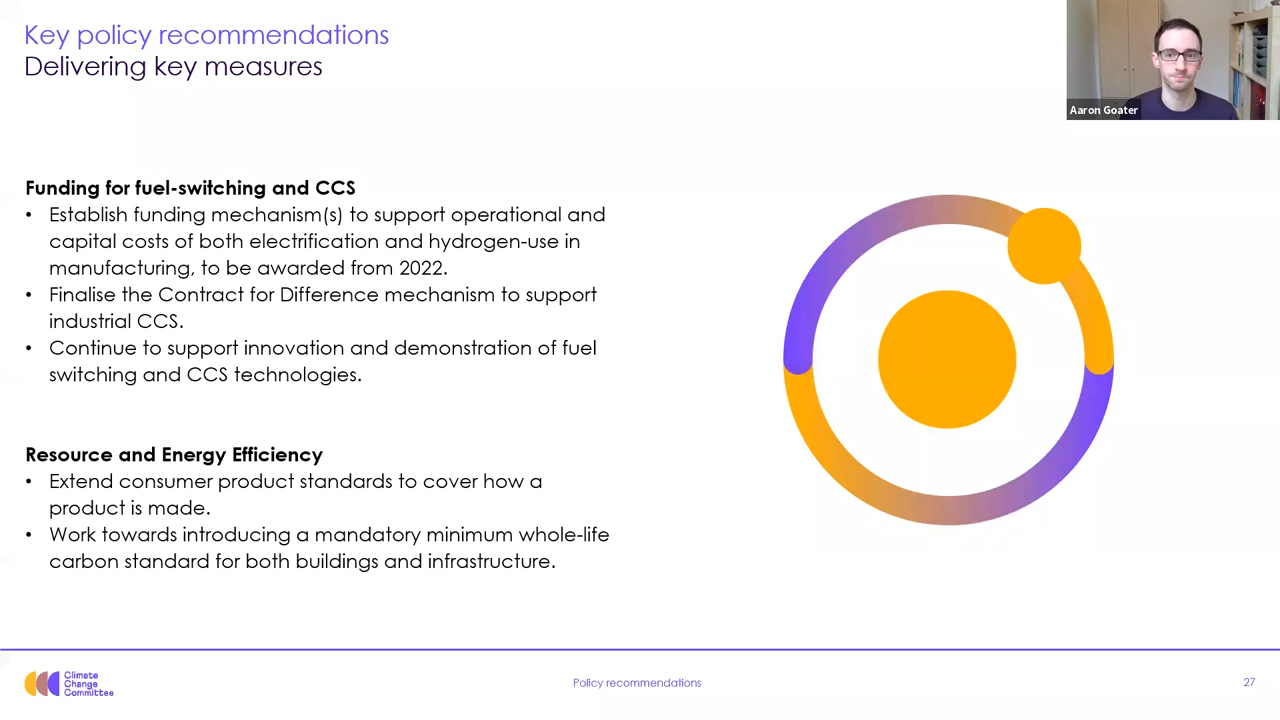 Key policy recommendations
Delivering key measures
Aaron Goater
Funding for fuel-switching and CCS
• Establish funding mechanism(s) to support operational and
capital costs of both electrification and hydrogen-use in
manufacturing, to be awarded from 2022.
• Finalise the Contract for Difference mechanism to support
industrial CCS.
• Continue to support innovation and demonstration of fuel
switching and CCS technologies.
Resource and Energy Efficiency
• Extend consumer product standards to cover how a
product is made.
• Work towards introducing a mandatory minimum whole-life
carbon standard for both buildings and infrastructure.
Climate
Change
Committee
Policy recommendations
27